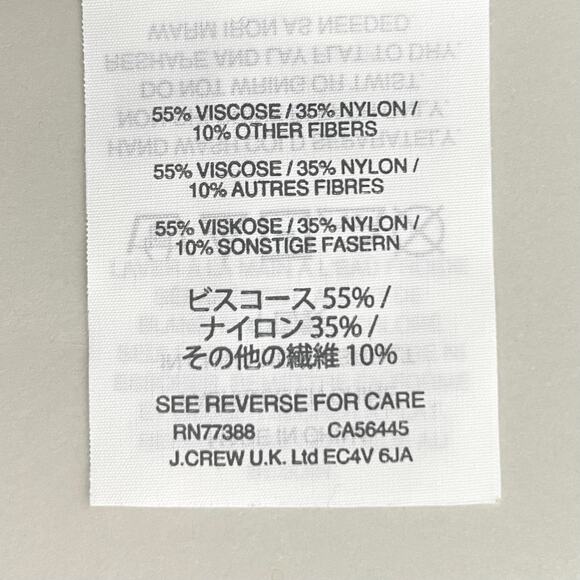 55% VISCOSE / 35% NYLON /
10% OTHER FIBERS
55% VISCOSE / 35% NYLON /
10% AUTRES FIBRES
55% VISKOSE / 35% NYLON /
10% SONSTIGE FASERN
ビスコース 55% /
ナイロン 35% /
その他の繊維 10%
SEE REVERSE FOR CARE
RN77388 CA56445
J.CREW U.K. Ltd EC4V 6JA